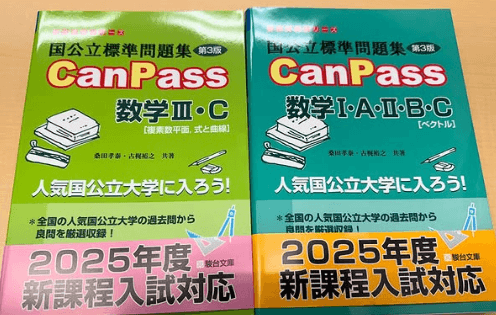 国公立標準問題集 第3版
CanPass
数学Ⅲ・C
[複素数平面、式と曲線]
桑田孝泰・古梶裕之 共著
人気国公立大学に入ろう!
*全国の人気国公立大学の過去問から
良問を厳選収録!
2025年度
新課程入試対応
駿台文庫
国公立標準問題集 第3版
CanPass
数学Ⅰ・A・Ⅱ・B・C
[ベクトル]
桑田孝泰・古梶裕之 共著
人気国公立大学に入ろう!
*全国の人気国公立大学の過去問から
良問を厳選収録!
2025年度
新課程入試対応
駿台文庫